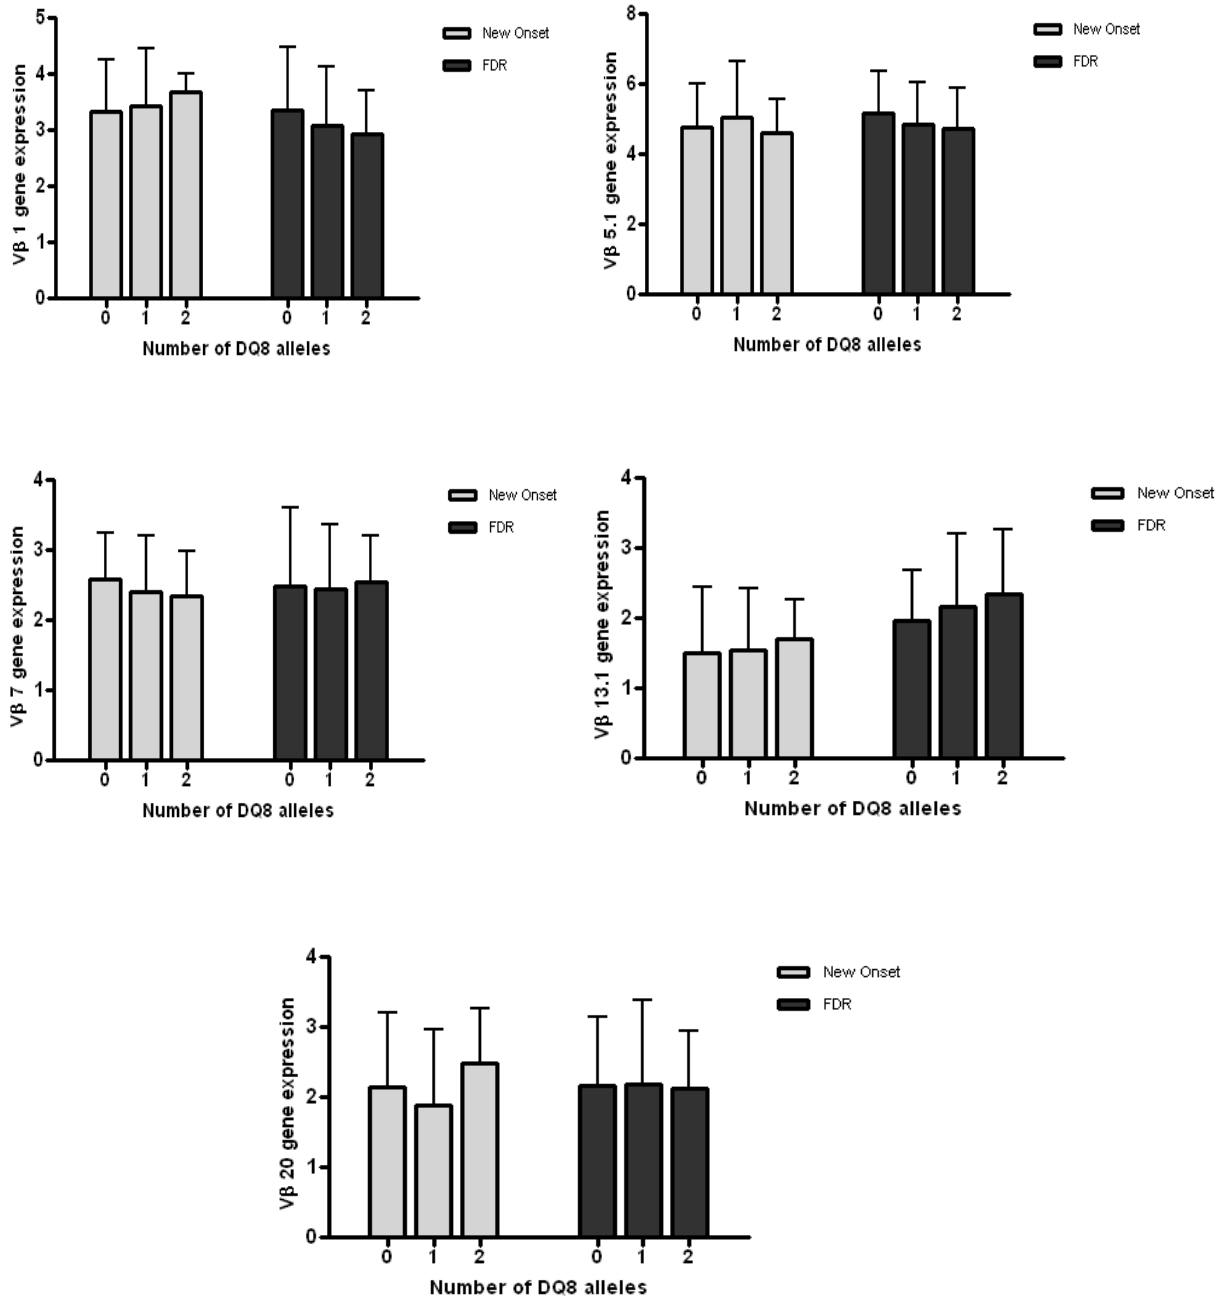 5
4
3
2
1
0
Vβ 1 gene expression
0 1 2 0 1 2
Number of DQ8 alleles
New Onset
FDR
8
6
4
2
0
Vβ 5.1 gene expression
0 1 2 0 1 2
Number of DQ8 alleles
New Onset
FDR
4
3
2
1
0
Vβ 7 gene expression
0 1 2 0 1 2
Number of DQ8 alleles
New Onset
FDR
4
3
2
1
0
Vβ 13.1 gene expression
0 1 2 0 1 2
Number of DQ8 alleles
New Onset
FDR
4
3
2
1
0
Vβ 20 gene expression
0 1 2 0 1 2
Number of DQ8 alleles
New Onset
FDR